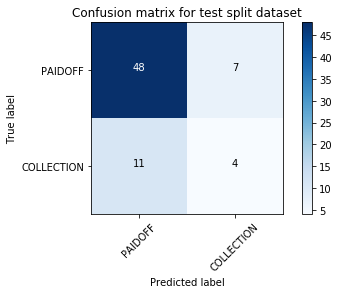 Confusion matrix for test split dataset
True label
PAIDOFF
COLLECTION
48
7
11
4
PAIDOFF
COLLECTION
Predicted label
45
40
35
30
25
20
15
10
5